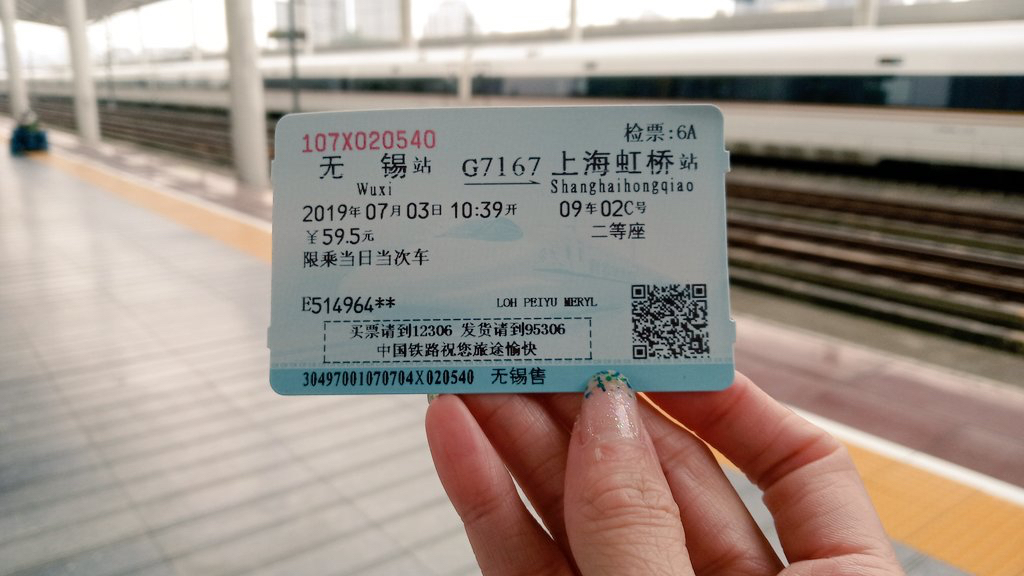 107X020540 检票:6A
无 锡站 G7167 上海虹桥站
Wuxi Shanghaihongqiao
2019年07月03日10:39开 09车02C号
￥59.5元 二等座
限乘当日当次车
E514964** LOH PEIYU MERYL
买票请到12306 发货请到95306
中国铁路祝您旅途愉快
30497001070704X020540 无锡售